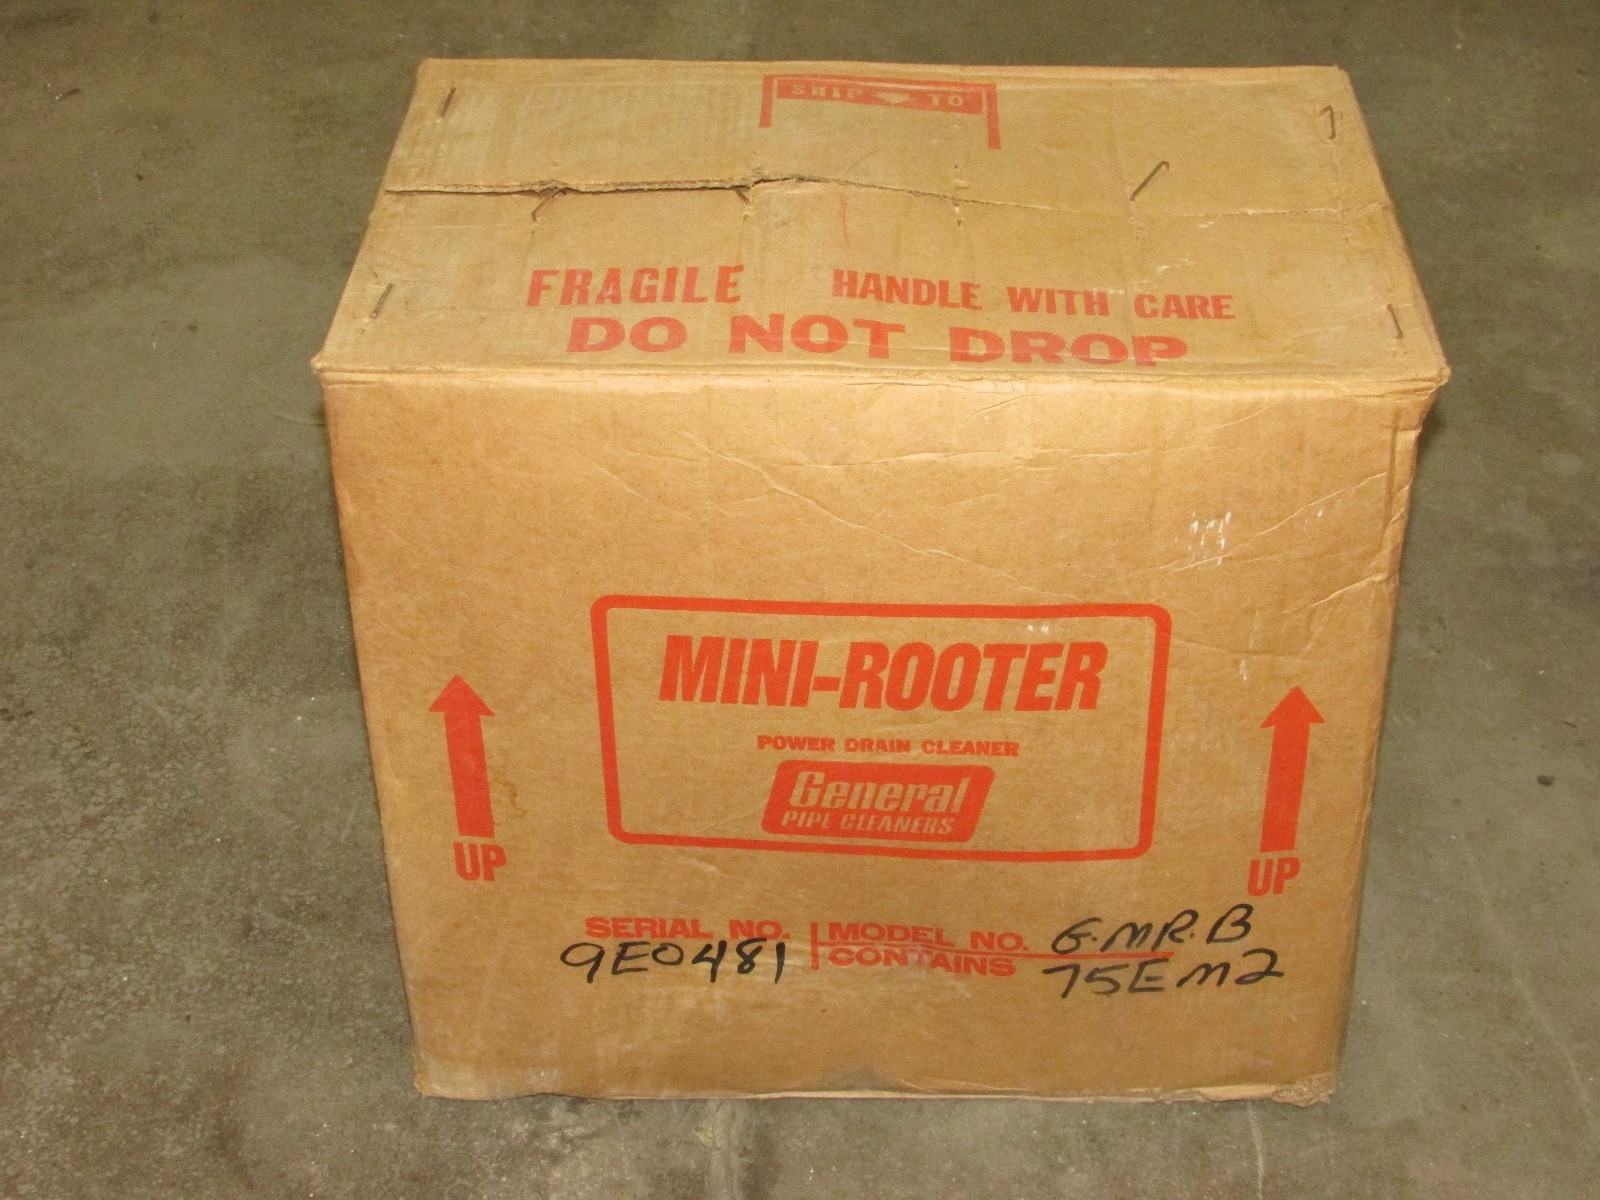 SHIP TO
FRAGILE HANDLE WITH CARE
DO NOT DROP
MINI-ROOTER
POWER DRAIN CLEANER
General
PIPE CLEANERS
UP
UP
SERIAL NO.
9E0481
MODEL NO. G.MR.B
CONTAINS 75EM2